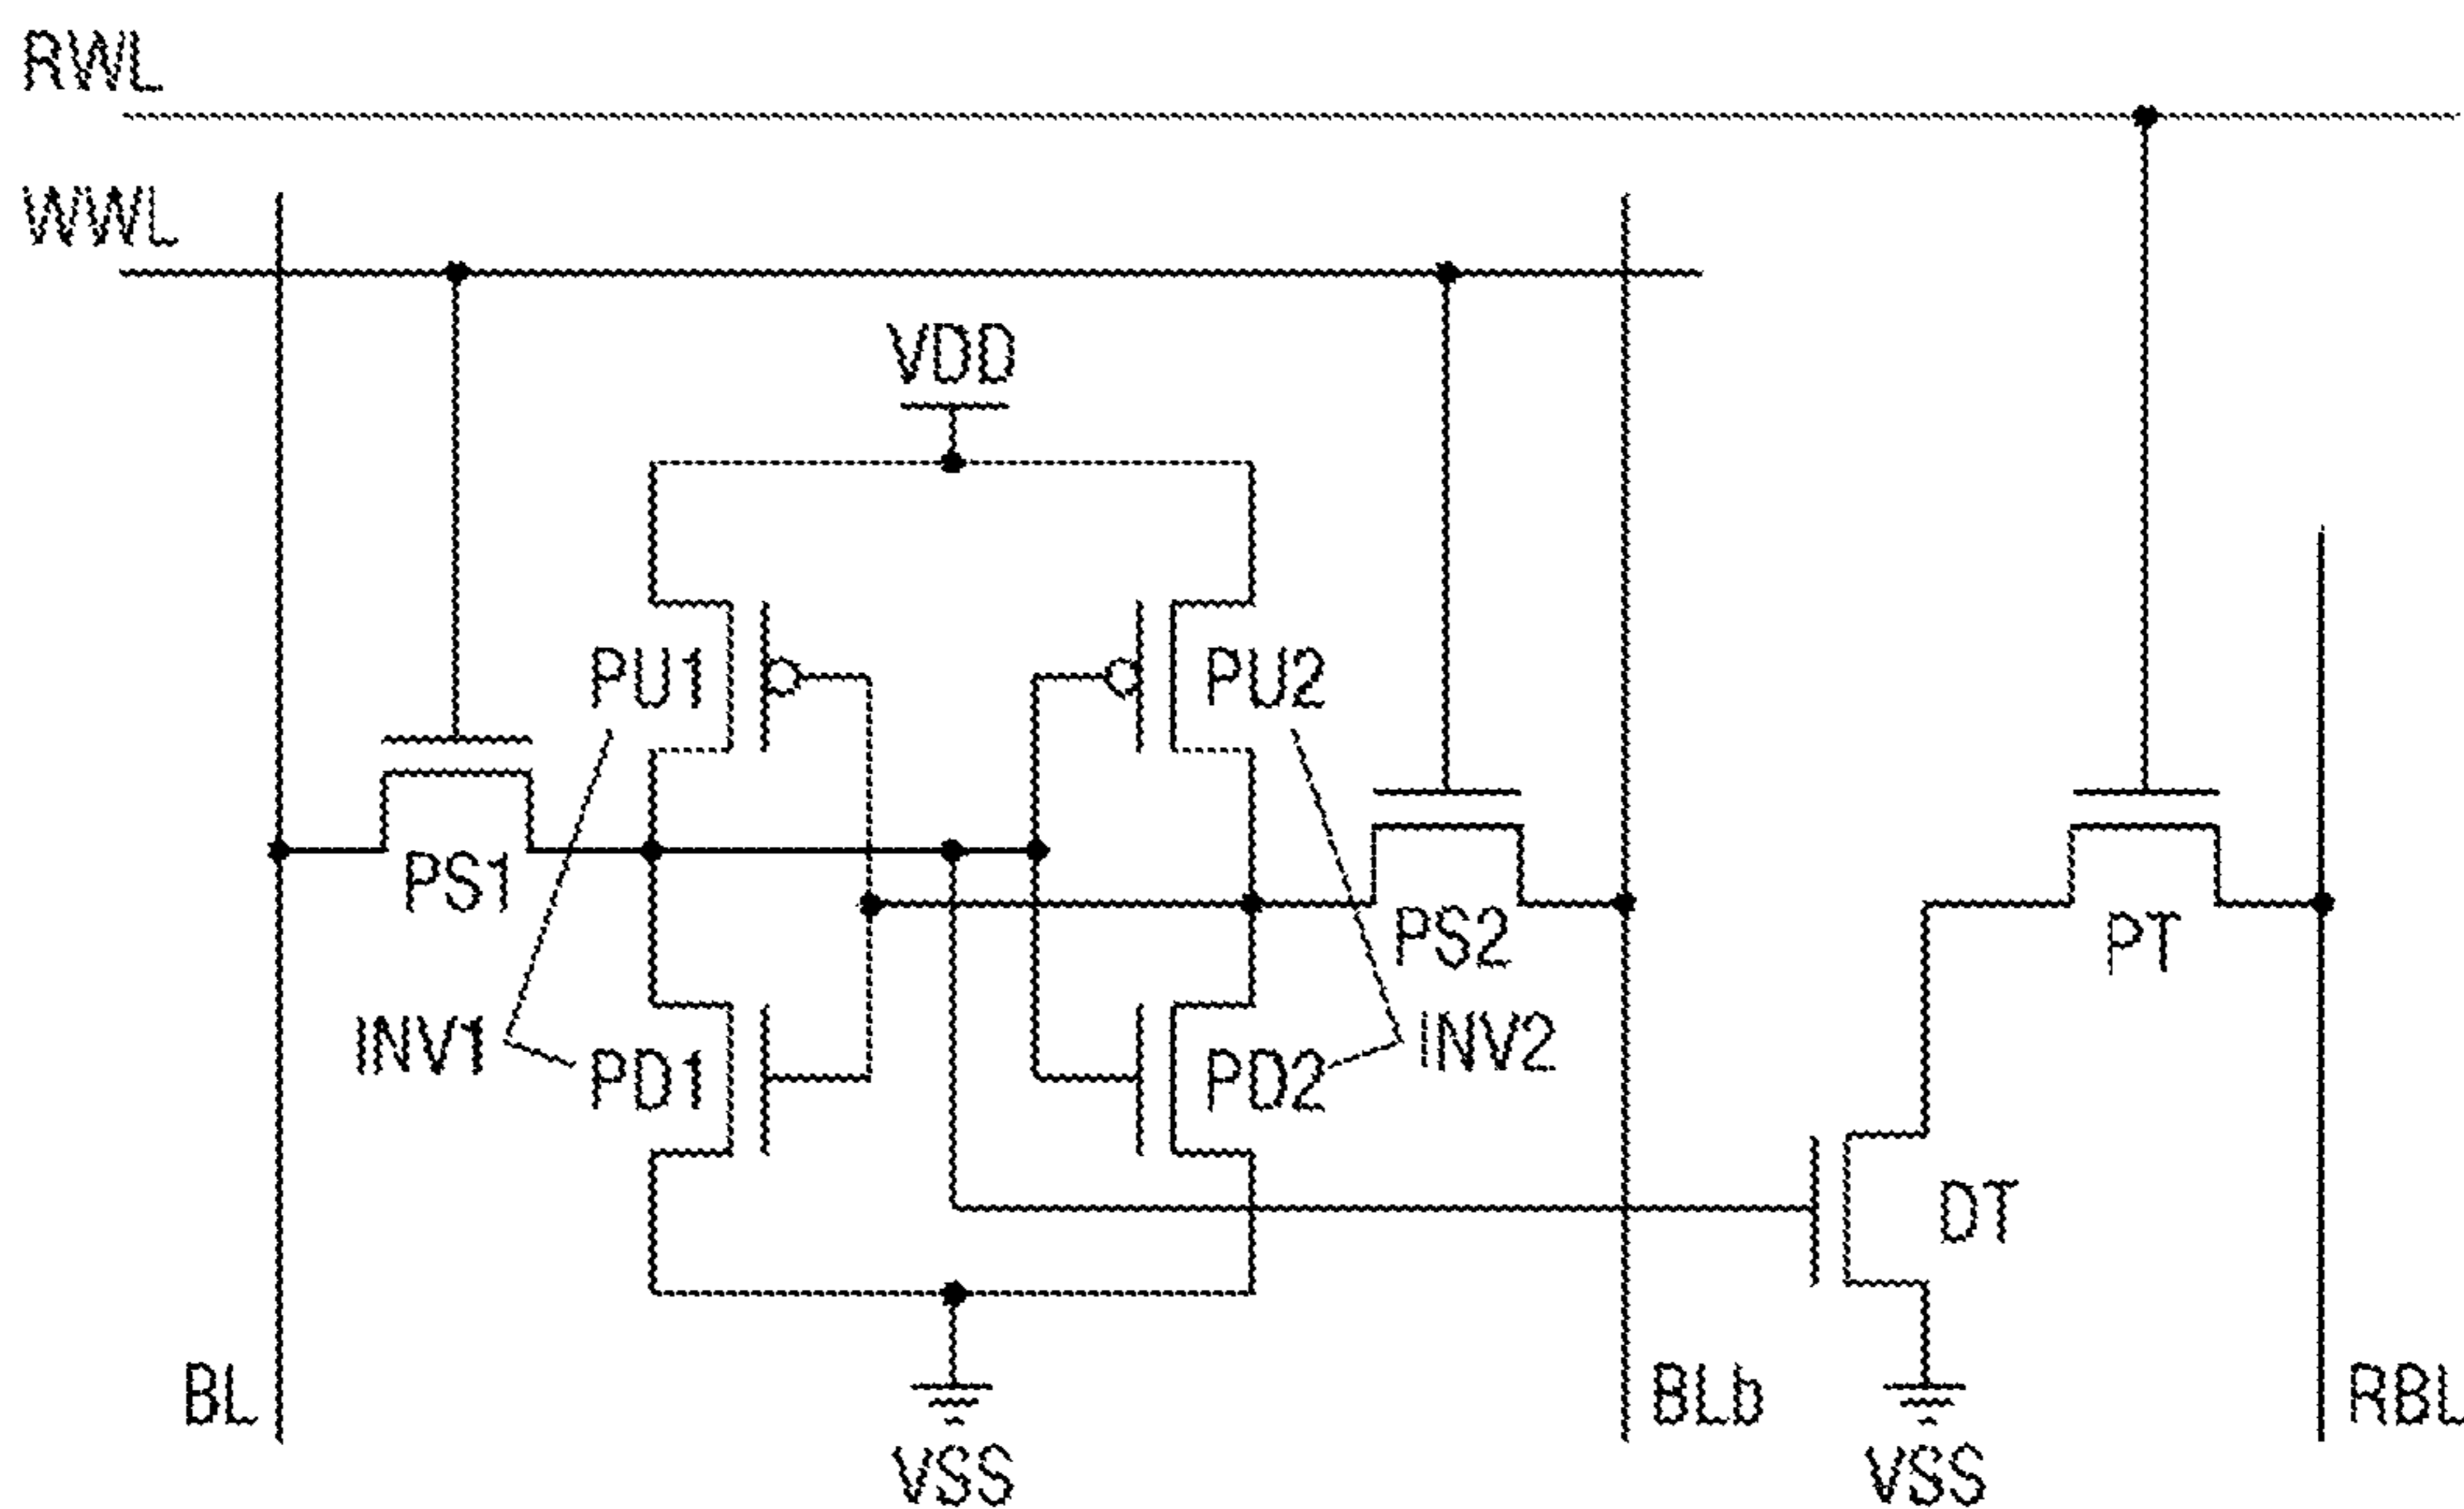 RWL
WWL
VDD
PU1
PU2
PS1
PS2
PT
INV1
PD1
PD2
INV2
DT
BL
BLb
RBL
VSS
VSS